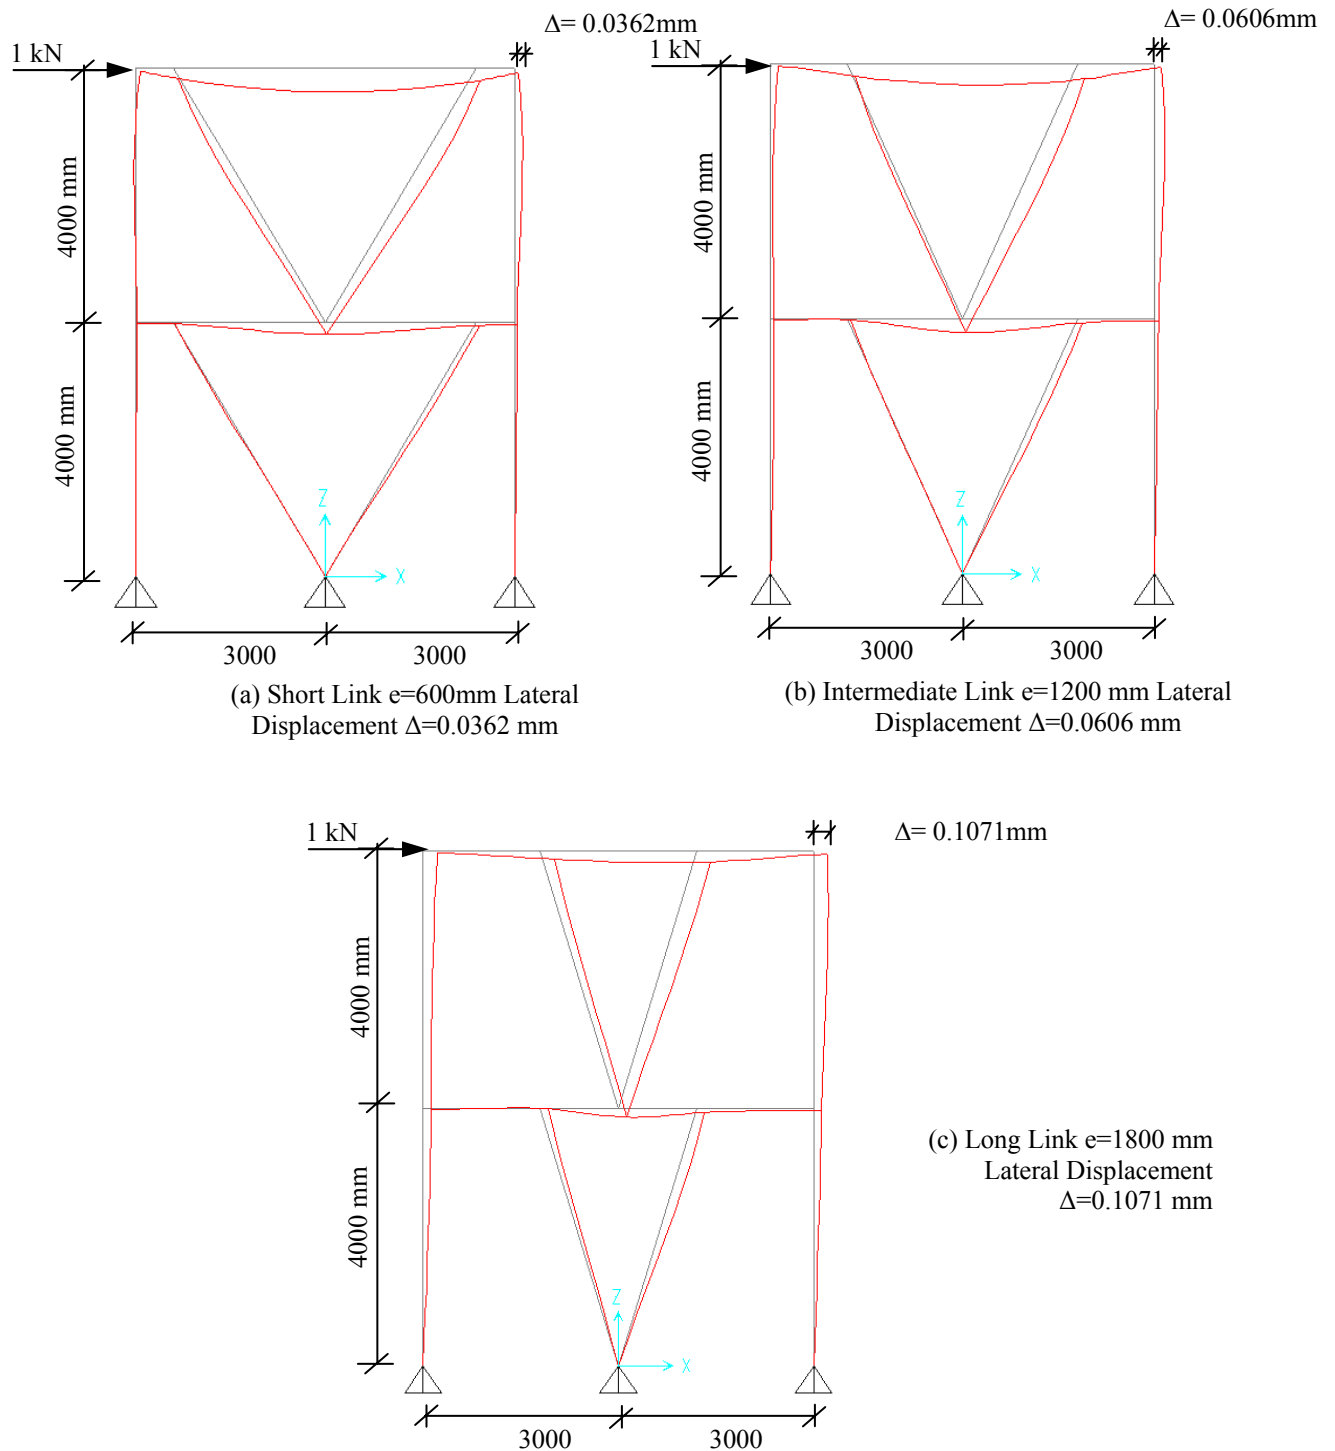 Δ= 0.0362mm
1 kN
4000 mm
4000 mm
Z
X
3000
3000
(a) Short Link e=600mm Lateral
Displacement Δ=0.0362 mm
Δ= 0.0606mm
1 kN
4000 mm
4000 mm
Z
X
3000
3000
(b) Intermediate Link e=1200 mm Lateral
Displacement Δ=0.0606 mm
1 kN
Δ= 0.1071mm
4000 mm
4000 mm
Z
X
3000
3000
(c) Long Link e=1800 mm
Lateral Displacement
Δ=0.1071 mm